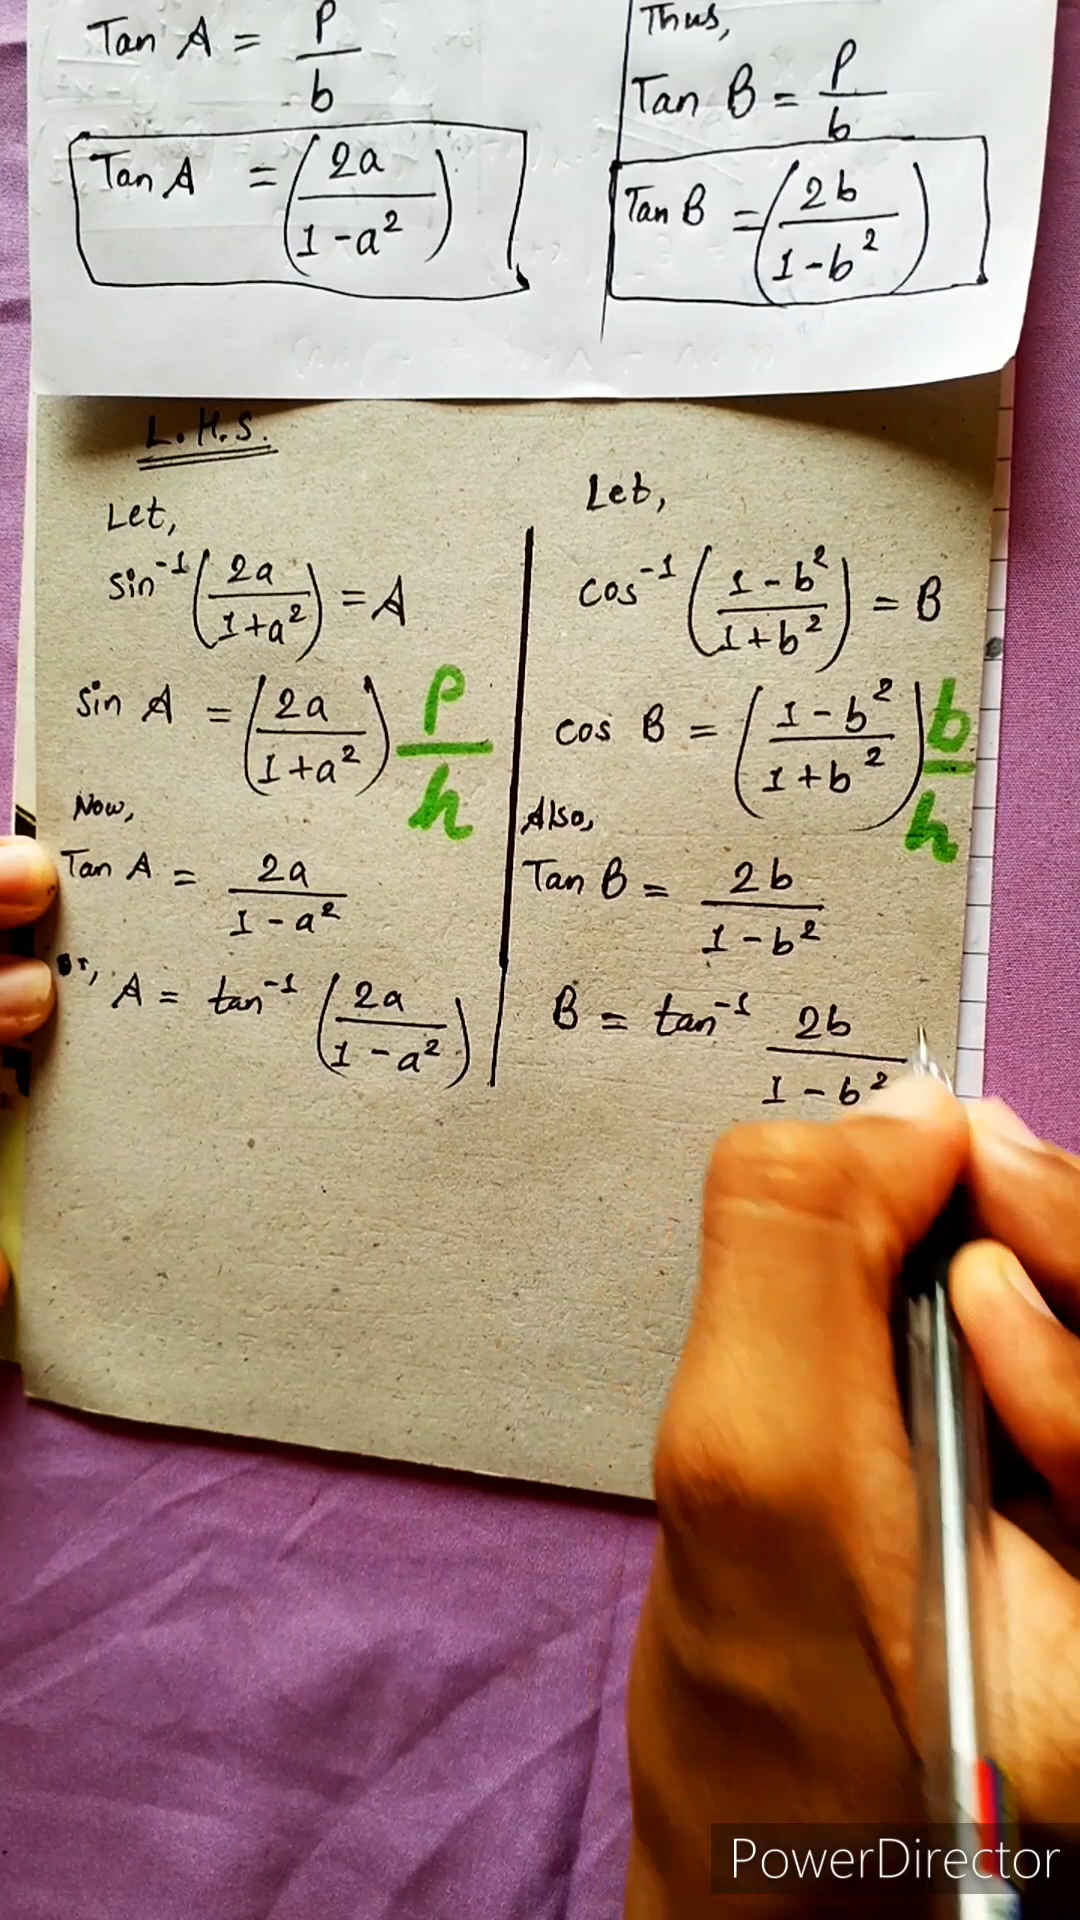 Tan A = p/b
Tan A = (2a/(1-a²))
Thus,
Tan B = p/b
Tan B = (2b/(1-b²))
L.H.S.
Let,
sin⁻¹(2a/(1+a²)) = A
sin A = (2a/(1+a²)) p/h
Now,
Tan A = 2a/(1-a²)
or, A = tan⁻¹(2a/(1-a²))
Let,
cos⁻¹((1-b²)/(1+b²)) = B
cos B = ((1-b²)/(1+b²)) b/h
Also,
Tan B = 2b/(1-b²)
B = tan⁻¹ 2b/(1-b²)
PowerDirector